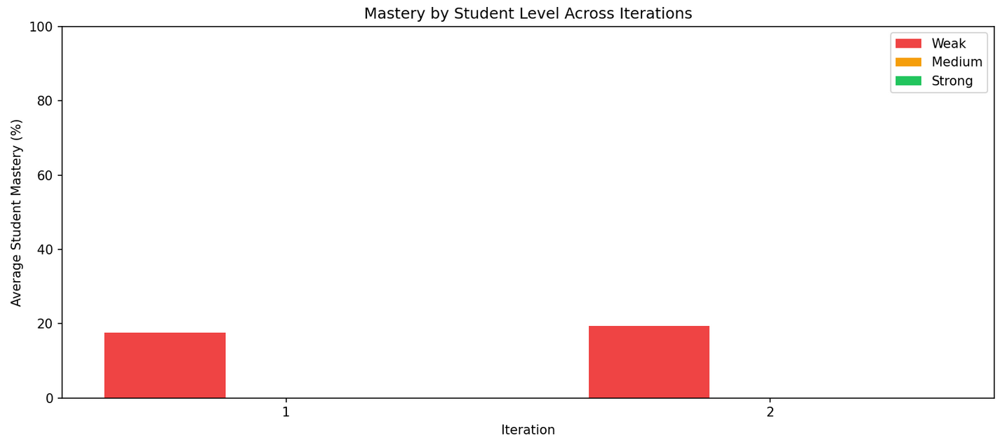 Mastery by Student Level Across Iterations
Weak
Medium
Strong
Average Student Mastery (%)
100
80
60
40
20
0
1
2
Iteration